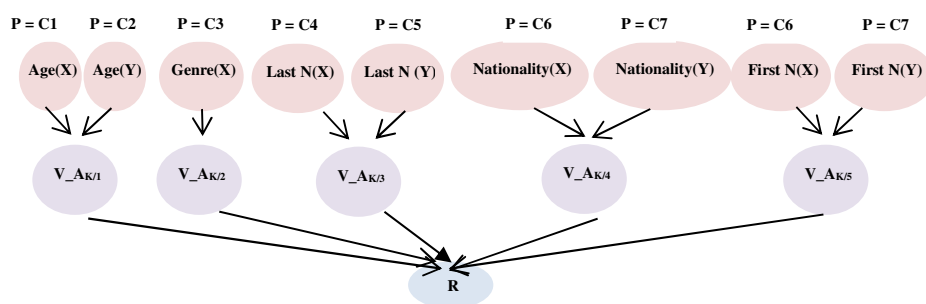 P = C1 P = C2 P = C3 P = C4 P = C5 P = C6 P = C7 P = C6 P = C7
Age(X) Age(Y) Genre(X) Last N(X) Last N (Y) Nationality(X) Nationality(Y) First N(X) First N(Y)
V_AK/1 V_AK/2 V_AK/3 V_AK/4 V_AK/5
R